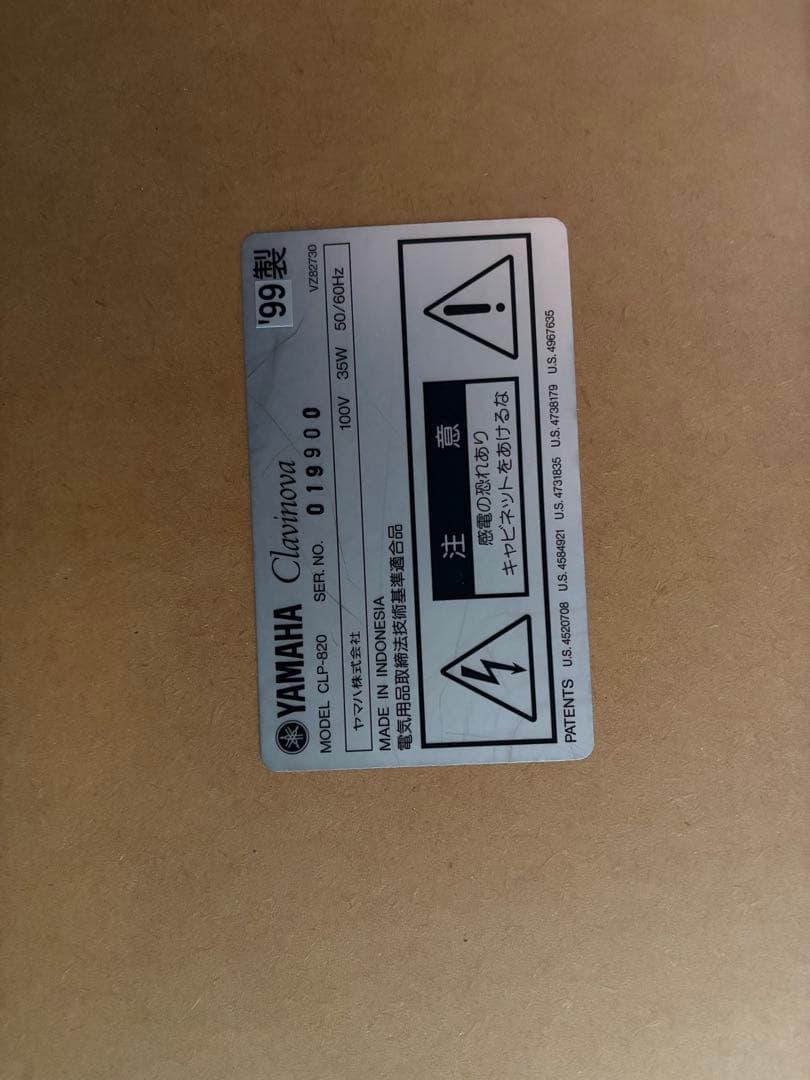 YAMAHA Clavinova '99製
MODEL CLP-820 SER. NO. 019900 VZ82730
ヤマハ株式会社 100V 35W 50/60Hz
MADE IN INDONESIA
電気用品取締法技術基準適合品
注意
感電の恐れあり
キャビネットをあけるな
PATENTS U.S. 4520708 U.S. 4584921 U.S. 4731835 U.S. 4738179 U.S. 4967635